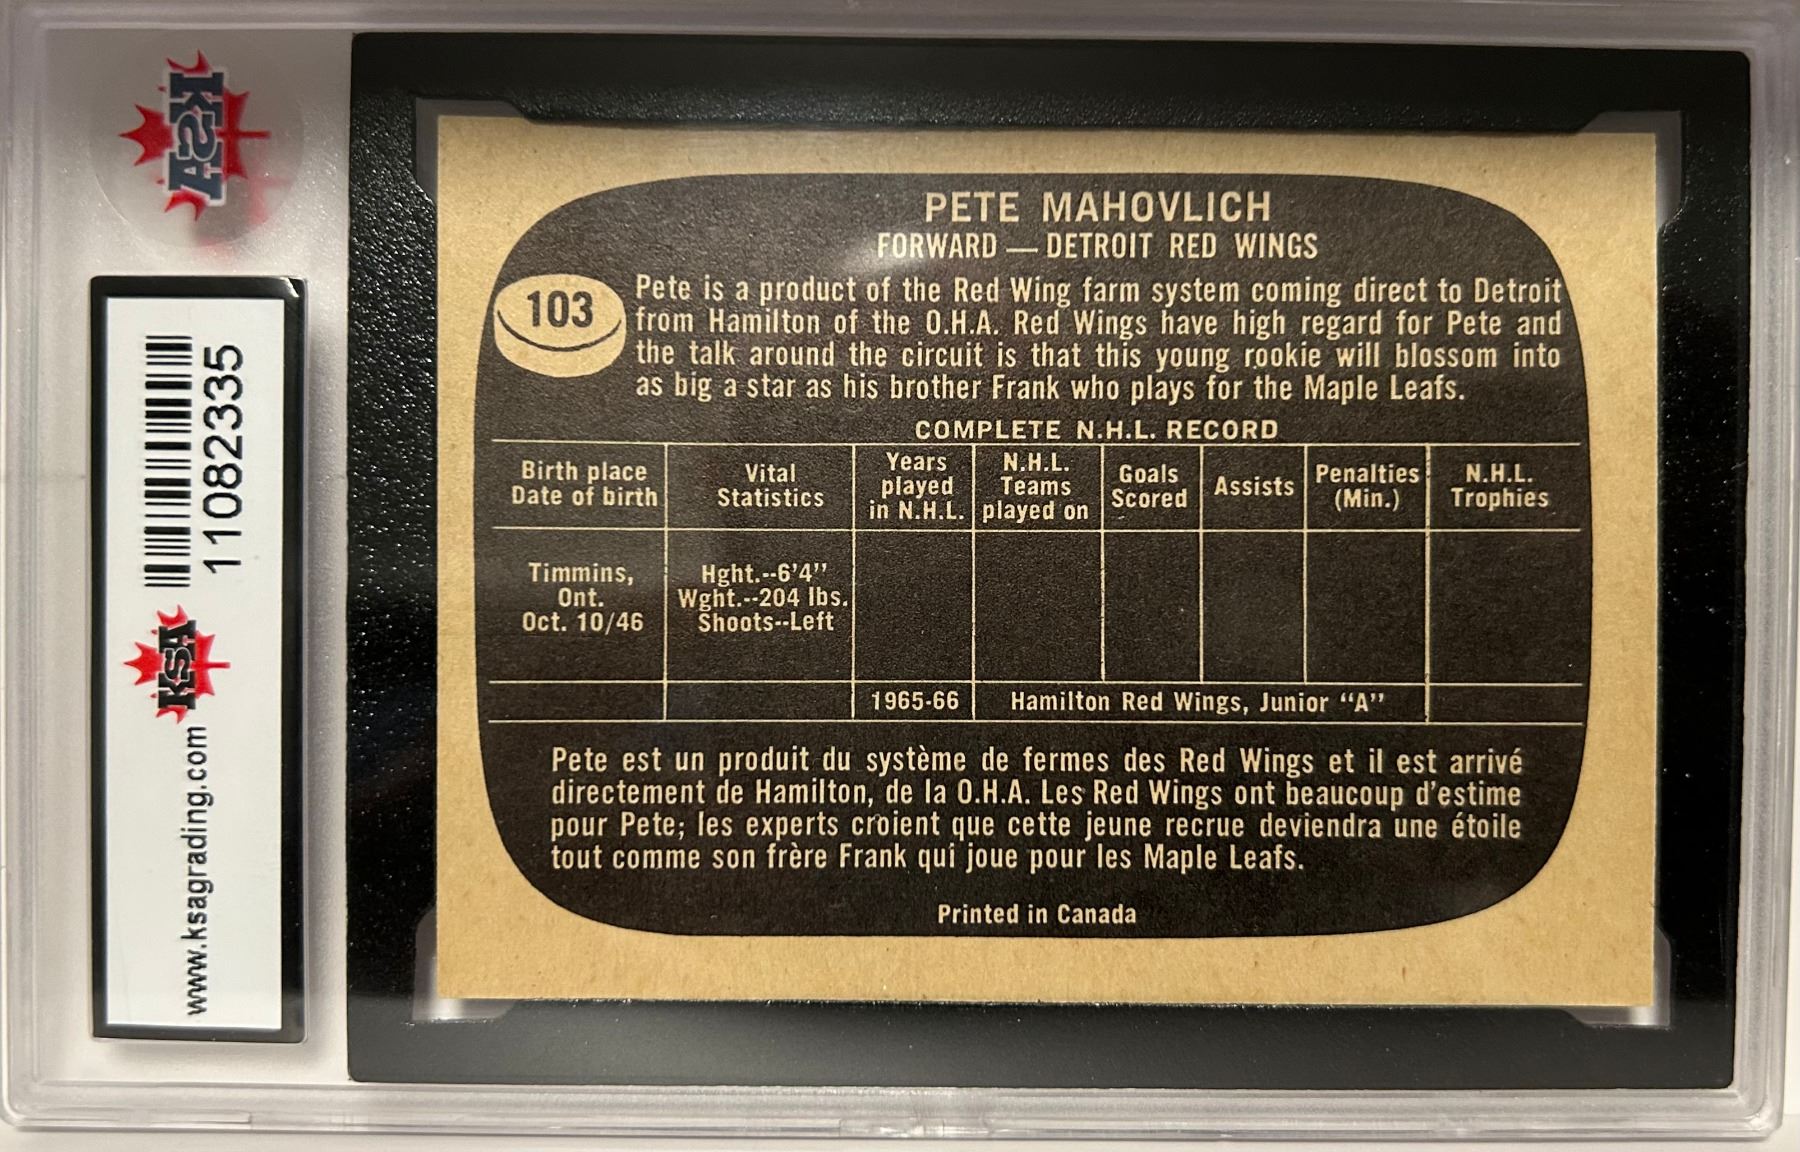 KSA
11082335
KSA
www.ksagrading.com
PETE MAHOVLICH
FORWARD — DETROIT RED WINGS
103
Pete is a product of the Red Wing farm system coming direct to Detroit
from Hamilton of the O.H.A. Red Wings have high regard for Pete and
the talk around the circuit is that this young rookie will blossom into
as big a star as his brother Frank who plays for the Maple Leafs.
COMPLETE N.H.L. RECORD
Birth place
Date of birth
Vital
Statistics
Years
played
in N.H.L.
N.H.L.
Teams
played on
Goals
Scored
Assists
Penalties
(Min.)
N.H.L.
Trophies
Timmins,
Ont.
Oct. 10/46
Hght.--6'4''
Wght.--204 lbs.
Shoots--Left
1965-66
Hamilton Red Wings, Junior “A”
Pete est un produit du système de fermes des Red Wings et il est arrivé
directement de Hamilton, de la O.H.A. Les Red Wings ont beaucoup d'estime
pour Pete; les experts croient que cette jeune recrue deviendra une étoile
tout comme son frère Frank qui joue pour les Maple Leafs.
Printed in Canada